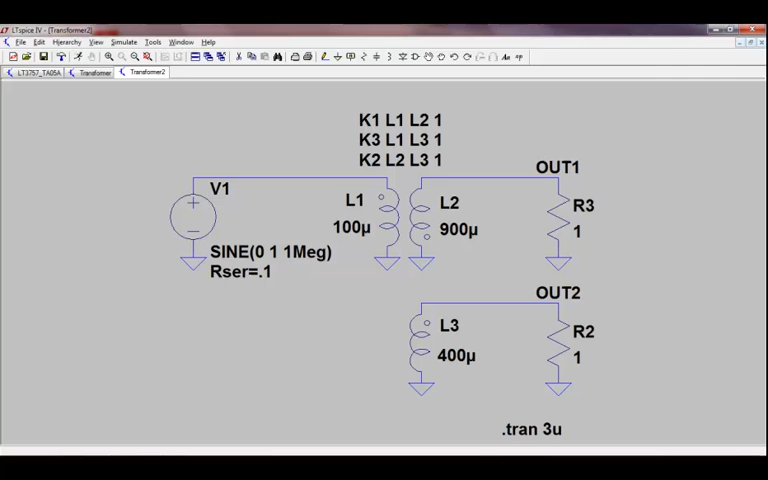 LTspice IV - [Transformer2]
File Edit Hierarchy View Simulate Tools Window Help
LT3757_TA05A Transformer Transformer2
K1 L1 L2 1
K3 L1 L3 1
K2 L2 L3 1
OUT1
V1
L1
L2
R3
100µ
900µ
1
SINE(0 1 1Meg)
Rser=.1
OUT2
L3
R2
400µ
1
.tran 3u